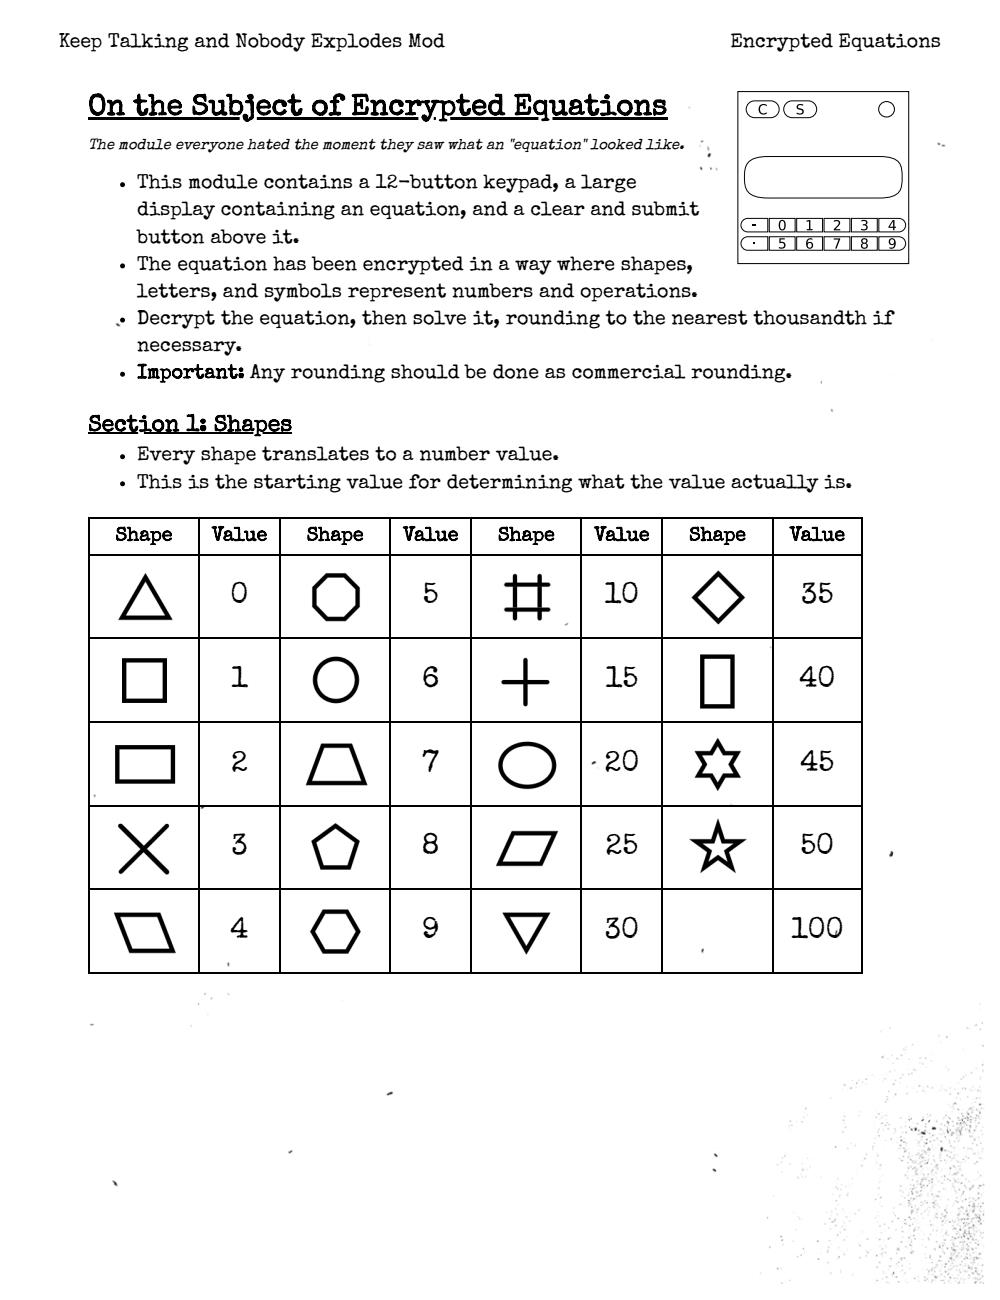 Keep Talking and Nobody Explodes Mod
Encrypted Equations
On the Subject of Encrypted Equations
The module everyone hated the moment they saw what an "equation" looked like.
C S
- 0 1 2 3 4
. 5 6 7 8 9
• This module contains a 12-button keypad, a large
display containing an equation, and a clear and submit
button above it.
• The equation has been encrypted in a way where shapes,
letters, and symbols represent numbers and operations.
• Decrypt the equation, then solve it, rounding to the nearest thousandth if
necessary.
• Important: Any rounding should be done as commercial rounding.
Section 1: Shapes
• Every shape translates to a number value.
• This is the starting value for determining what the value actually is.
Shape Value Shape Value Shape Value Shape Value
0 5 10 35
1 6 15 40
2 7 20 45
3 8 25 50
4 9 30 100